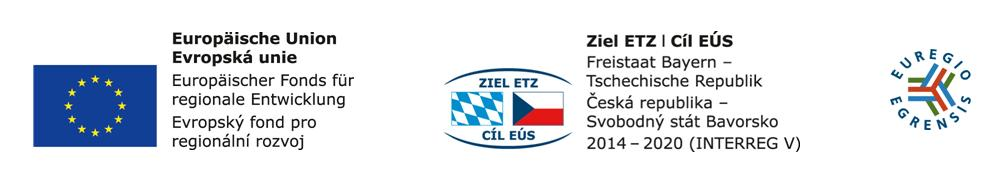 Europäische Union
Evropská unie
Europäischer Fonds für
regionale Entwicklung
Evropský fond pro
regionální rozvoj
ZIEL ETZ
CÍL EÚS
Ziel ETZ | Cíl EÚS
Freistaat Bayern –
Tschechische Republik
Česká republika –
Svobodný stát Bavorsko
2014 – 2020 (INTERREG V)
EUREGIO
EGRENSIS